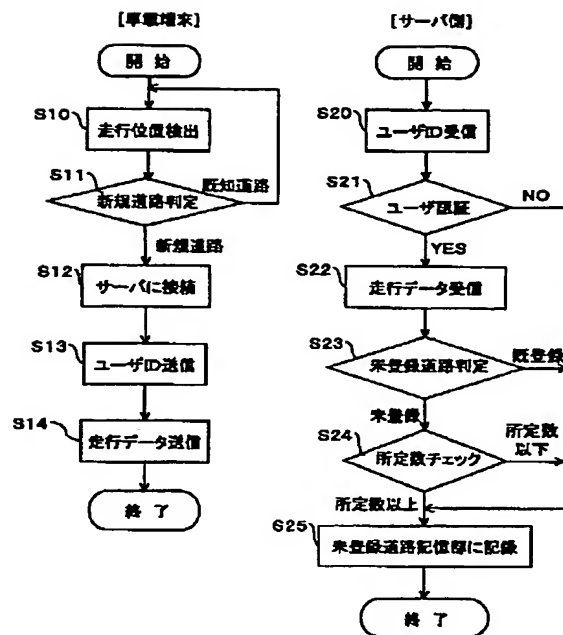 [車載端末]
開 始
S10
走行位置検出
S11
新規道路判定
既知道路
新規道路
S12
サーバに接続
S13
ユーザID送信
S14
走行データ送信
終 了
[サーバ側]
開 始
S20
ユーザID受信
S21
ユーザ認証
NO
YES
S22
走行データ受信
S23
未登録道路判定
既登録
未登録
S24
所定数チェック
所定数
以下
所定数以上
S25
未登録道路記憶部に記録
終 了